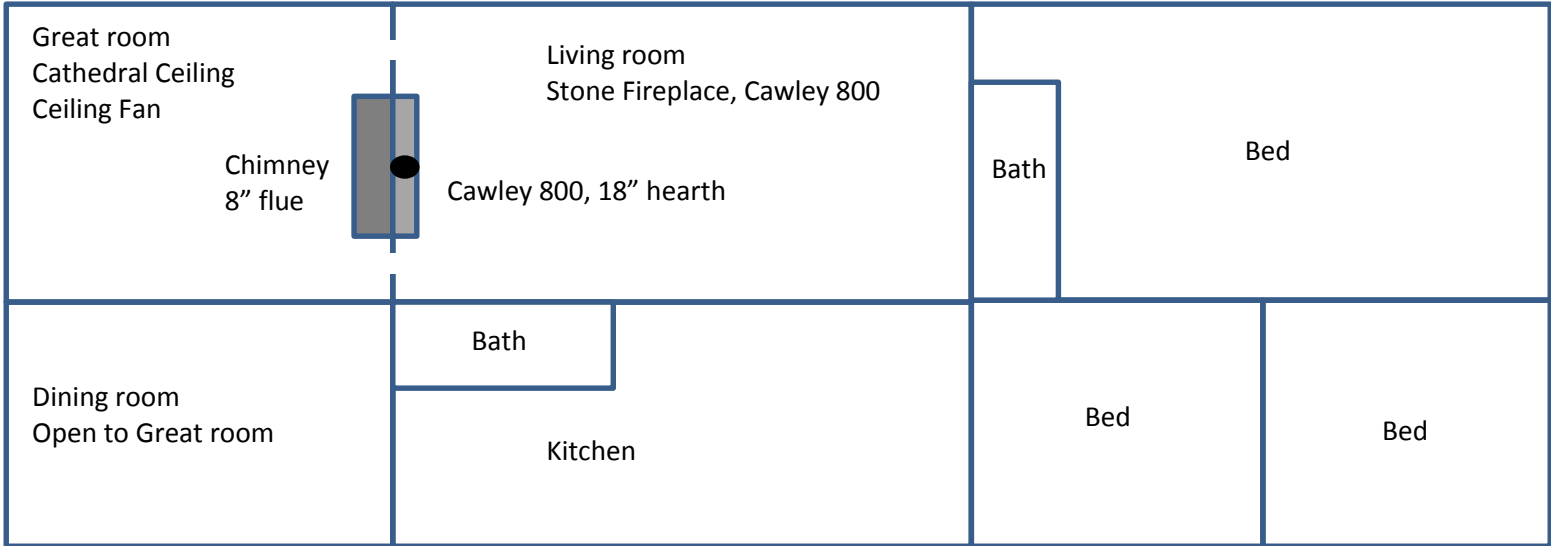 Great room
Cathedral Ceiling
Ceiling Fan
Living room
Stone Fireplace, Cawley 800
Chimney
8” flue
Cawley 800, 18” hearth
Bath
Bed
Bath
Dining room
Open to Great room
Kitchen
Bed
Bed